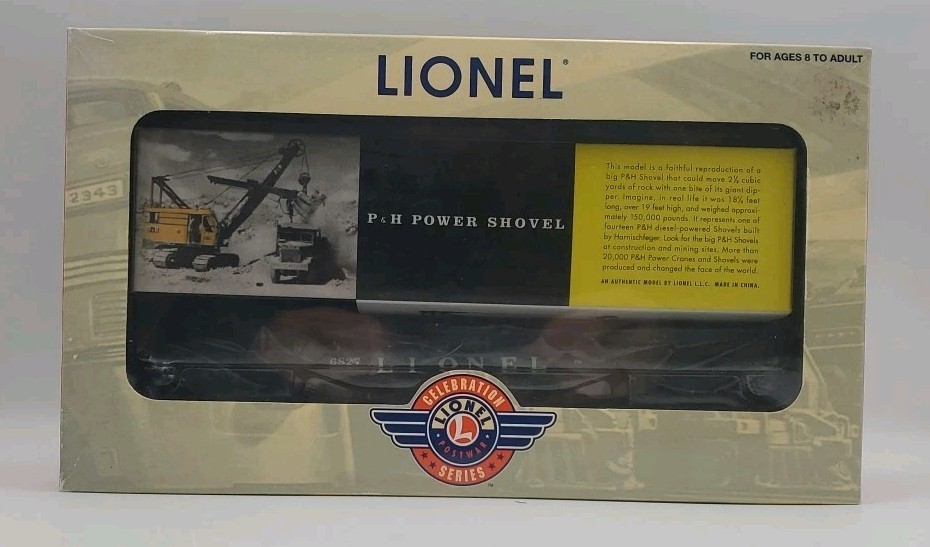 LIONEL®
FOR AGES 8 TO ADULT
2343
P&H POWER SHOVEL
This model is a faithful reproduction of a
big P&H Shovel that could move 2½ cubic
yards of rock with one bite of its giant dip-
per. Imagine, in real life it was 18¼ feet
long, over 19 feet high, and weighed approxi-
mately 150,000 pounds. It represents one of
fourteen P&H diesel-powered Shovels built
by Harnischfeger. Look for the big P&H Shovels
at construction and mining sites. More than
20,000 P&H Power Cranes and Shovels were
produced and changed the face of the world.
AN AUTHENTIC MODEL BY LIONEL L.L.C. MADE IN CHINA.
6827 LIONEL
CELEBRATION
LIONEL
L
POSTWAR
SERIES™